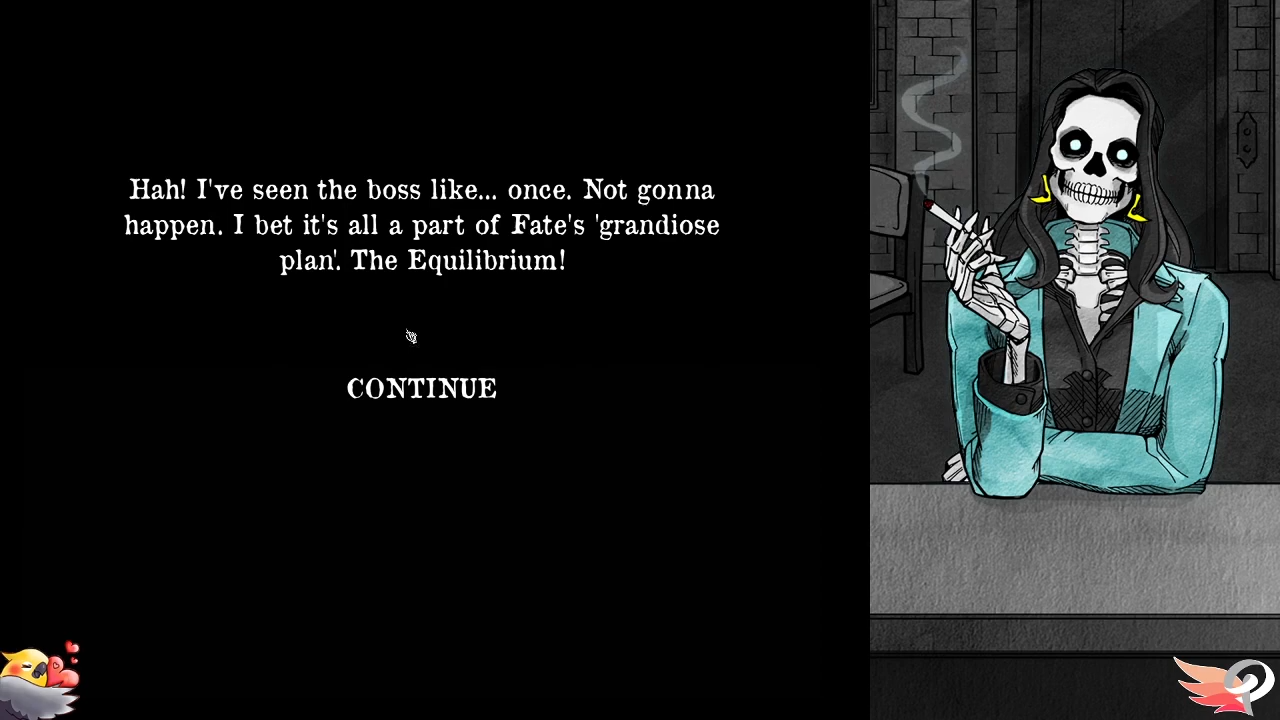 Hah! I've seen the boss like... once. Not gonna
happen. I bet it's all a part of Fate's 'grandiose
plan'. The Equilibrium!
CONTINUE